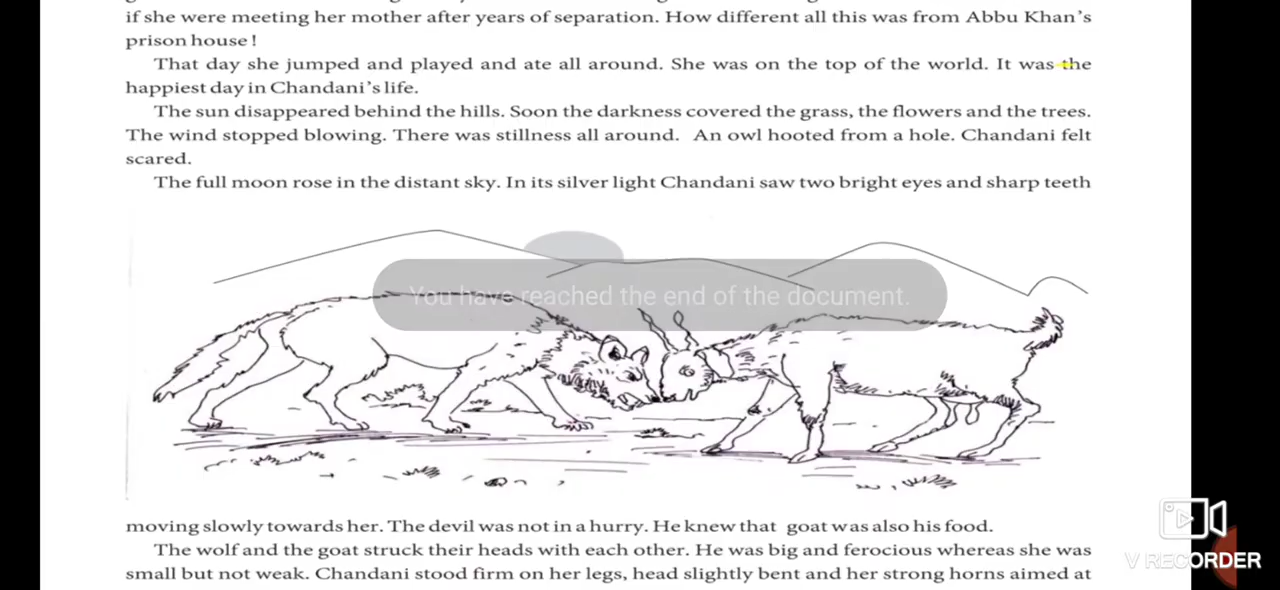 if she were meeting her mother after years of separation. How different all this was from Abbu Khan's
prison house !
That day she jumped and played and ate all around. She was on the top of the world. It was the
happiest day in Chandani's life.
The sun disappeared behind the hills. Soon the darkness covered the grass, the flowers and the trees.
The wind stopped blowing. There was stillness all around. An owl hooted from a hole. Chandani felt
scared.
The full moon rose in the distant sky. In its silver light Chandani saw two bright eyes and sharp teeth
You have reached the end of the document.
moving slowly towards her. The devil was not in a hurry. He knew that goat was also his food.
The wolf and the goat struck their heads with each other. He was big and ferocious whereas she was
small but not weak. Chandani stood firm on her legs, head slightly bent and her strong horns aimed at
V RECORDER